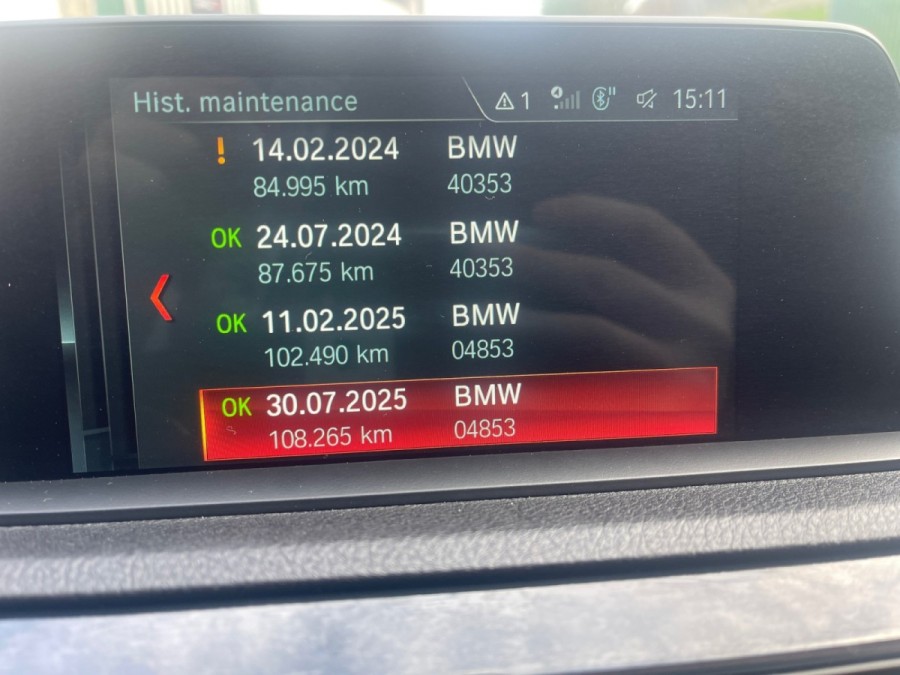 Hist. maintenance 1 15:11
! 14.02.2024 BMW
84.995 km 40353
OK 24.07.2024 BMW
87.675 km 40353
OK 11.02.2025 BMW
102.490 km 04853
OK 30.07.2025 BMW
108.265 km 04853